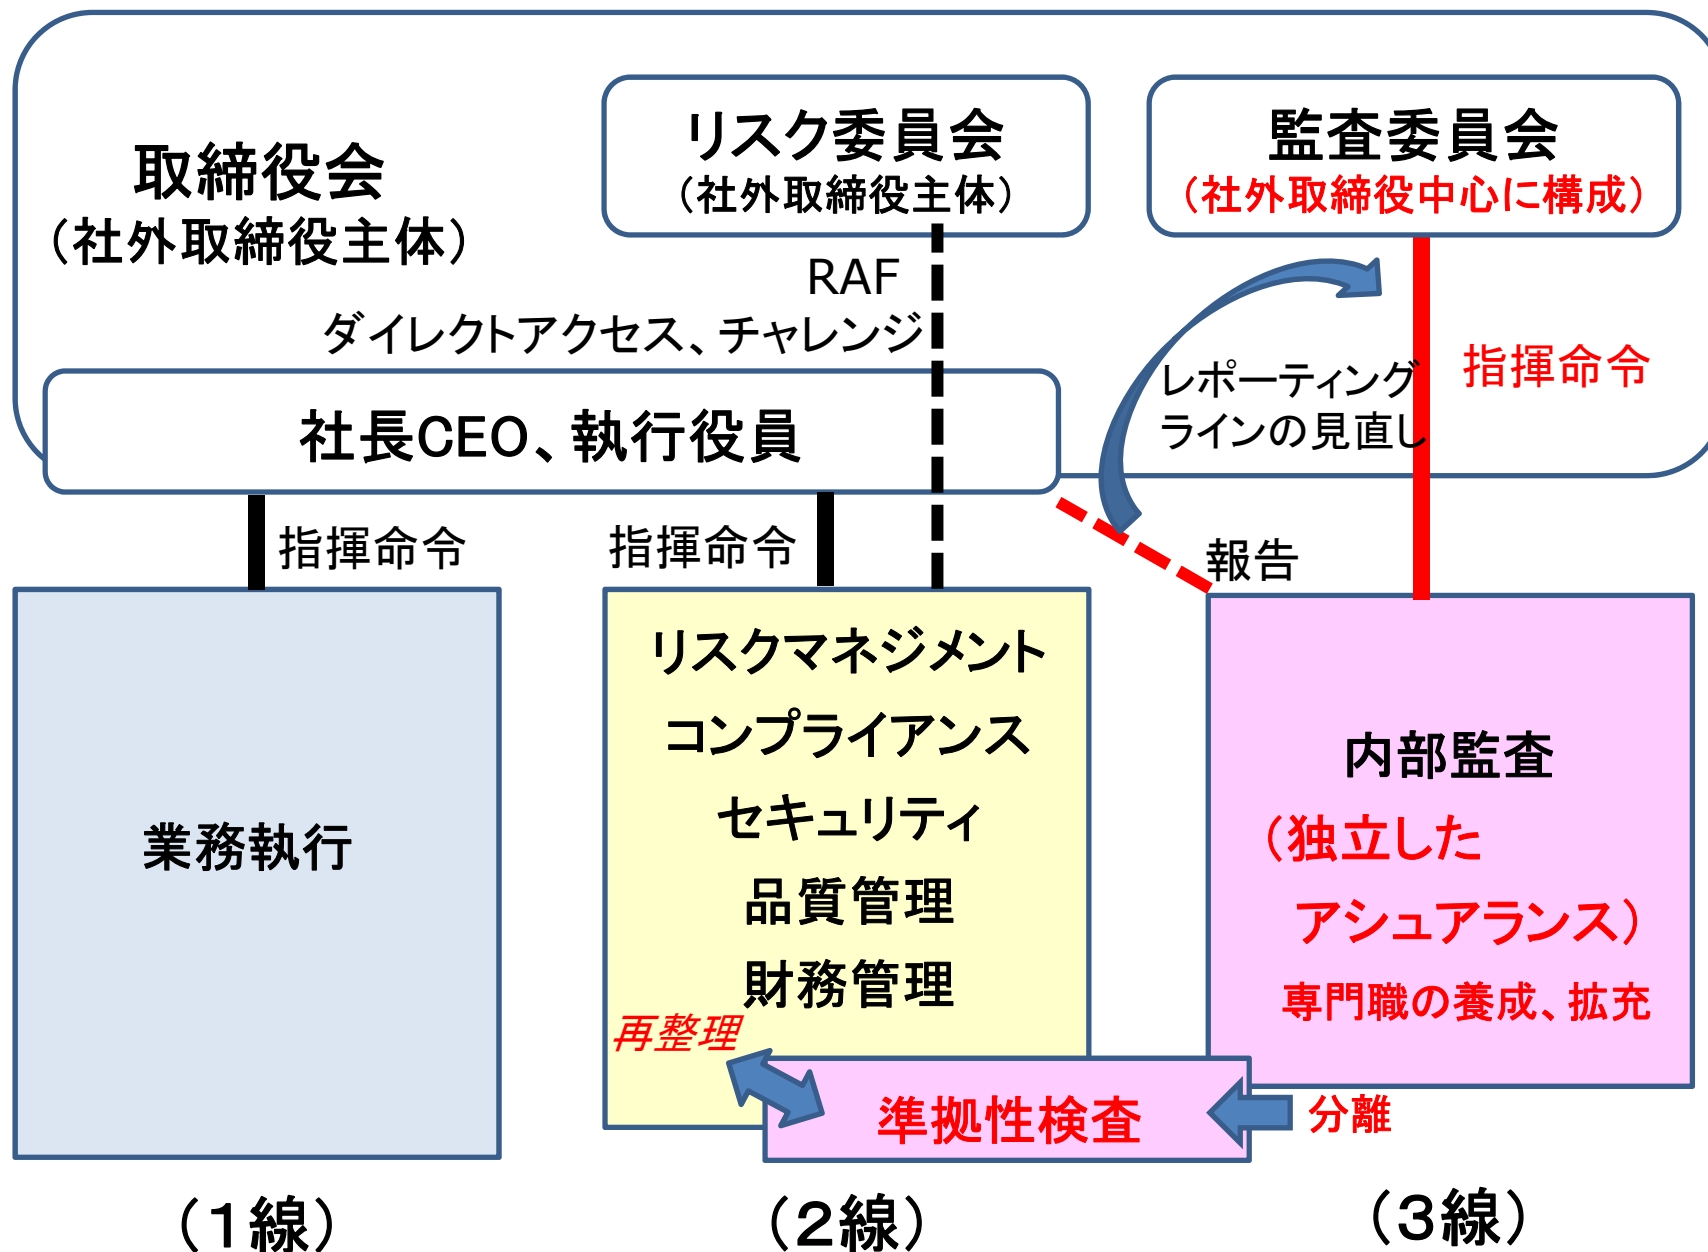 取締役会
（社外取締役主体）
リスク委員会
（社外取締役主体）
監査委員会
（社外取締役中心に構成）
RAF
ダイレクトアクセス、チャレンジ
レポーティング
ラインの見直し
指揮命令
社長CEO、執行役員
指揮命令
指揮命令
報告
業務執行
リスクマネジメント
コンプライアンス
セキュリティ
品質管理
財務管理
再整理
内部監査
（独立した
アシュアランス）
専門職の養成、拡充
準拠性検査
分離
（１線）
（２線）
（３線）